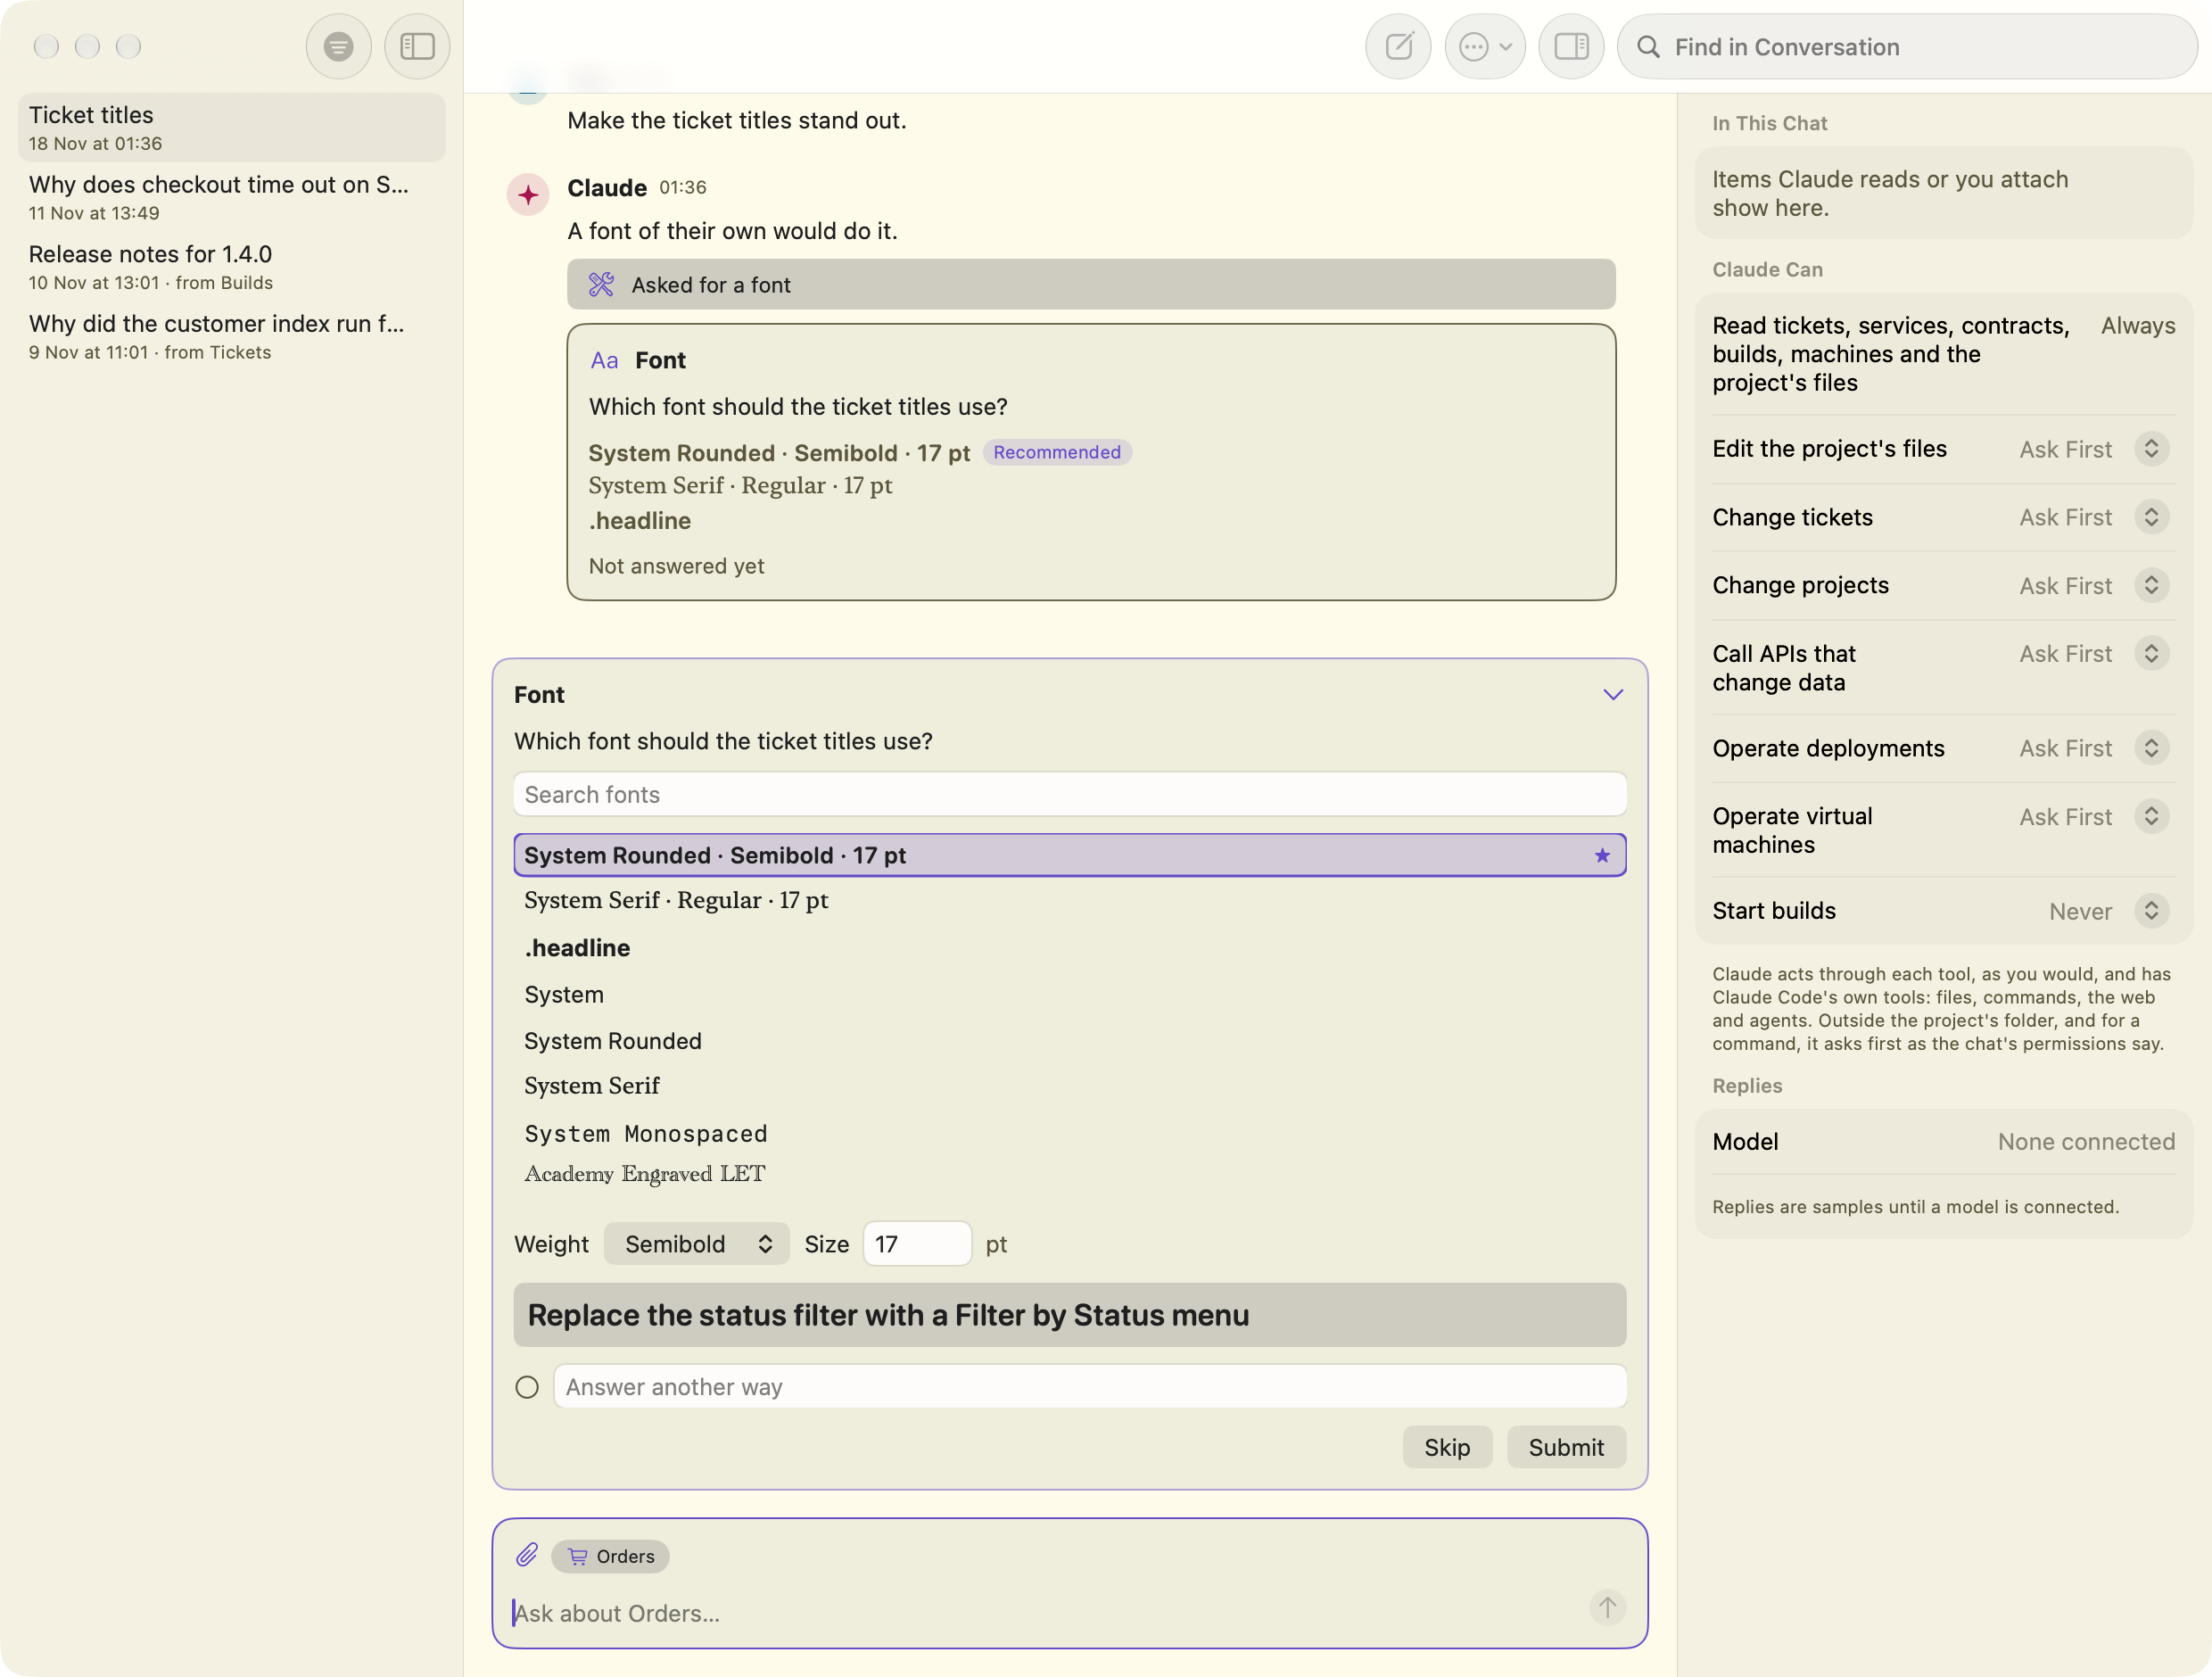 Find in Conversation
Ticket titles
18 Nov at 01:36
Why does checkout time out on S...
11 Nov at 13:49
Release notes for 1.4.0
10 Nov at 13:01 · from Builds
Why did the customer index run f...
9 Nov at 11:01 · from Tickets
Make the ticket titles stand out.
Claude 01:36
A font of their own would do it.
Asked for a font
Aa Font
Which font should the ticket titles use?
System Rounded · Semibold · 17 pt Recommended
System Serif · Regular · 17 pt
.headline
Not answered yet
Font
Which font should the ticket titles use?
Search fonts
System Rounded · Semibold · 17 pt
System Serif · Regular · 17 pt
.headline
System
System Rounded
System Serif
System Monospaced
Academy Engraved LET
Weight Semibold Size 17 pt
Replace the status filter with a Filter by Status menu
Answer another way
Skip Submit
Orders
Ask about Orders...
In This Chat
Items Claude reads or you attach
show here.
Claude Can
Read tickets, services, contracts, Always
builds, machines and the
project's files
Edit the project's files Ask First
Change tickets Ask First
Change projects Ask First
Call APIs that Ask First
change data
Operate deployments Ask First
Operate virtual Ask First
machines
Start builds Never
Claude acts through each tool, as you would, and has
Claude Code's own tools: files, commands, the web
and agents. Outside the project's folder, and for a
command, it asks first as the chat's permissions say.
Replies
Model None connected
Replies are samples until a model is connected.